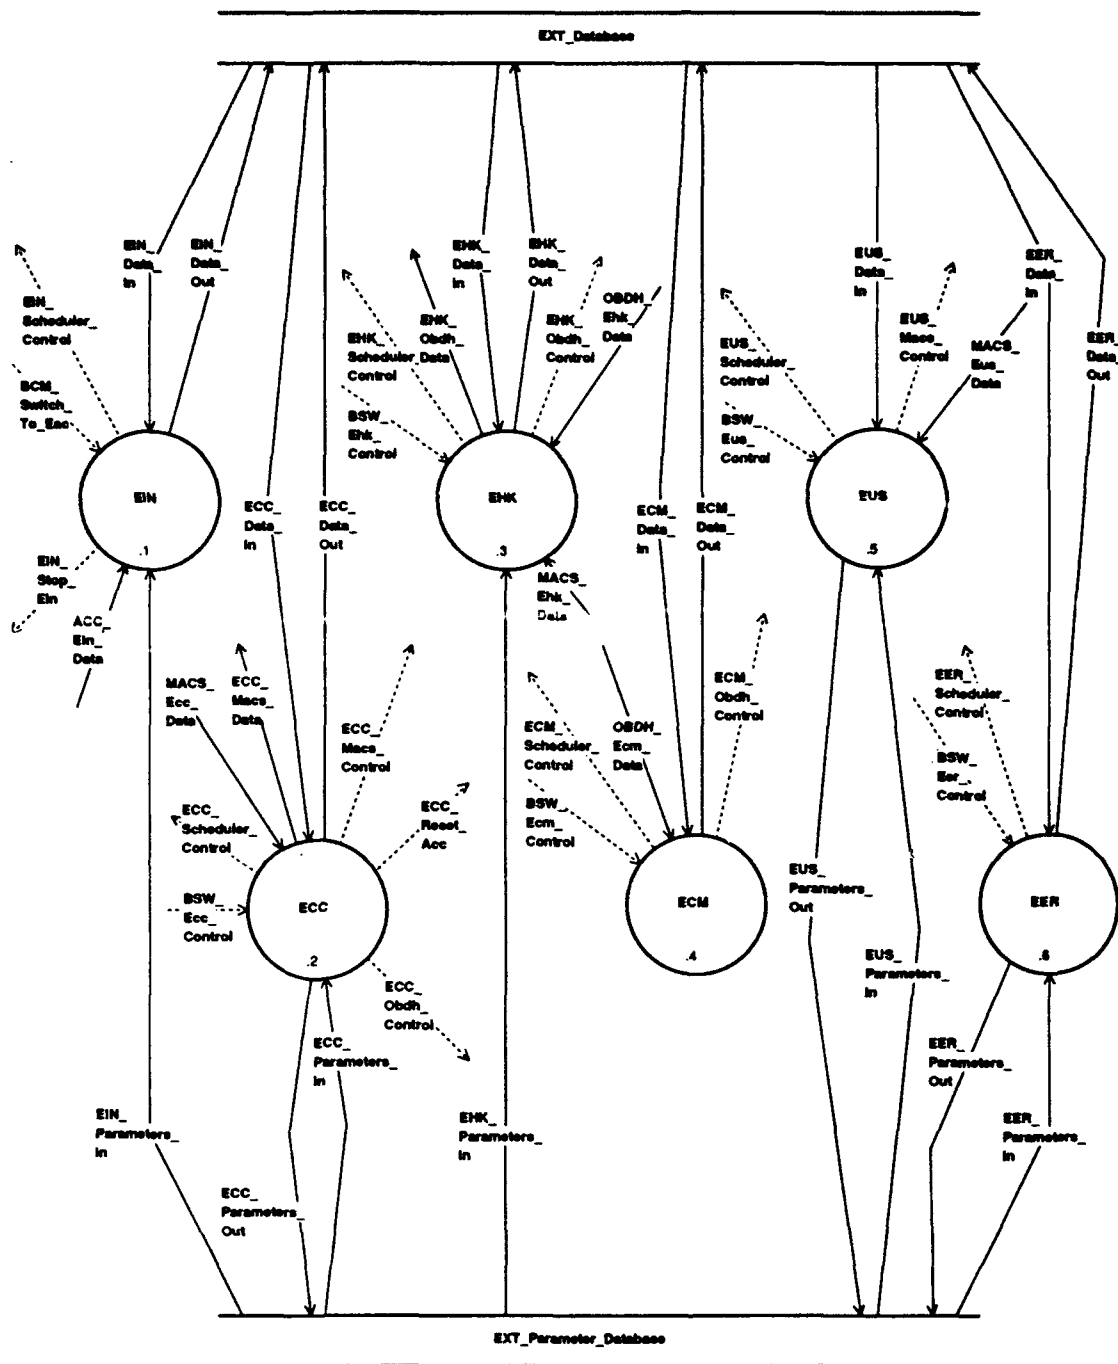 EXT_Database
EIN_
Data_
In
EIN_
Data_
Out
EIN_
Scheduler_
Control
BCM_
Switch_
To_Eac
EIN
.1
EIN_
Stop_
Ein
ACC_
Ein_
Data
ECC_
Data_
In
ECC_
Data_
Out
EHK_
Data_
In
EHK_
Data_
Out
EHK_
Scheduler_
Control
EHK_
Obdh_
Data
EHK_
Obdh_
Control
OBDH_
Ehk_
Data
BSW_
Ehk_
Control
EHK
.3
MACS_
Ehk_
Data
ECM_
Data_
In
ECM_
Data_
Out
EUS_
Data_
In
EUS_
Scheduler_
Control
EUS_
Macs_
Control
MACS_
Eus_
Data
BSW_
Eus_
Control
EUS
.5
EER_
Data_
In
EER_
Data_
Out
MACS_
Ecc_
Data
ECC_
Macs_
Data
ECC_
Macs_
Control
ECC_
Scheduler_
Control
ECC_
Reset_
Acc
BSW_
Ecc_
Control
ECC
.2
ECC_
Obdh_
Control
ECC_
Parameters_
In
ECM_
Scheduler_
Control
OBDH_
Ecm_
Data
ECM_
Obdh_
Control
BSW_
Ecm_
Control
ECM
.4
EER_
Scheduler_
Control
BSW_
Eer_
Control
EER
.6
EUS_
Parameters_
Out
EUS_
Parameters_
In
EER_
Parameters_
Out
EER_
Parameters_
In
EIN_
Parameters_
In
EHK_
Parameters_
In
ECC_
Parameters_
Out
EXT_Parameter_Database